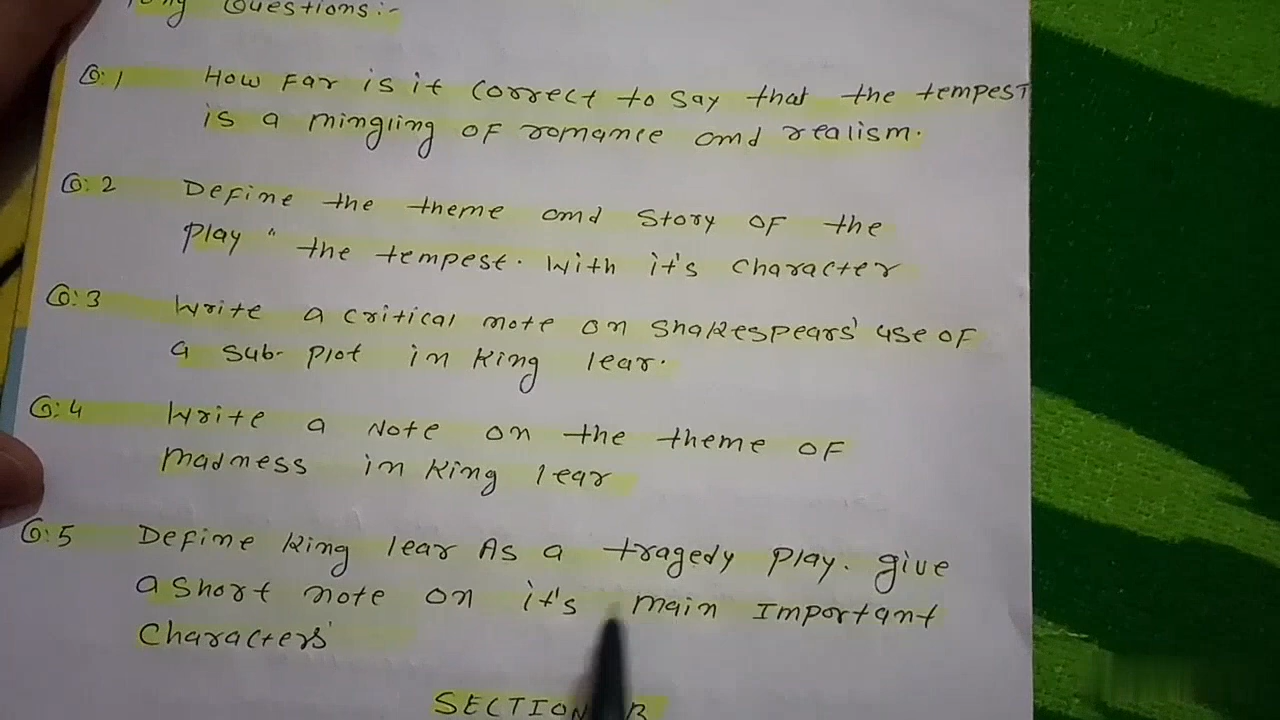 Questions:-
Q:1 How Far is it correct to say that the tempest
is a mingling of romance and realism.
Q:2 Define the theme and story of the
play " the tempest. With it's character
Q:3 Write a critical note on Shakespears' use of
a sub-plot in King lear.
Q:4 Write a Note on the theme of
madness in King lear
Q:5 Define King lear As a tragedy play. give
a short note on it's main Important
Characters'
SECTION B